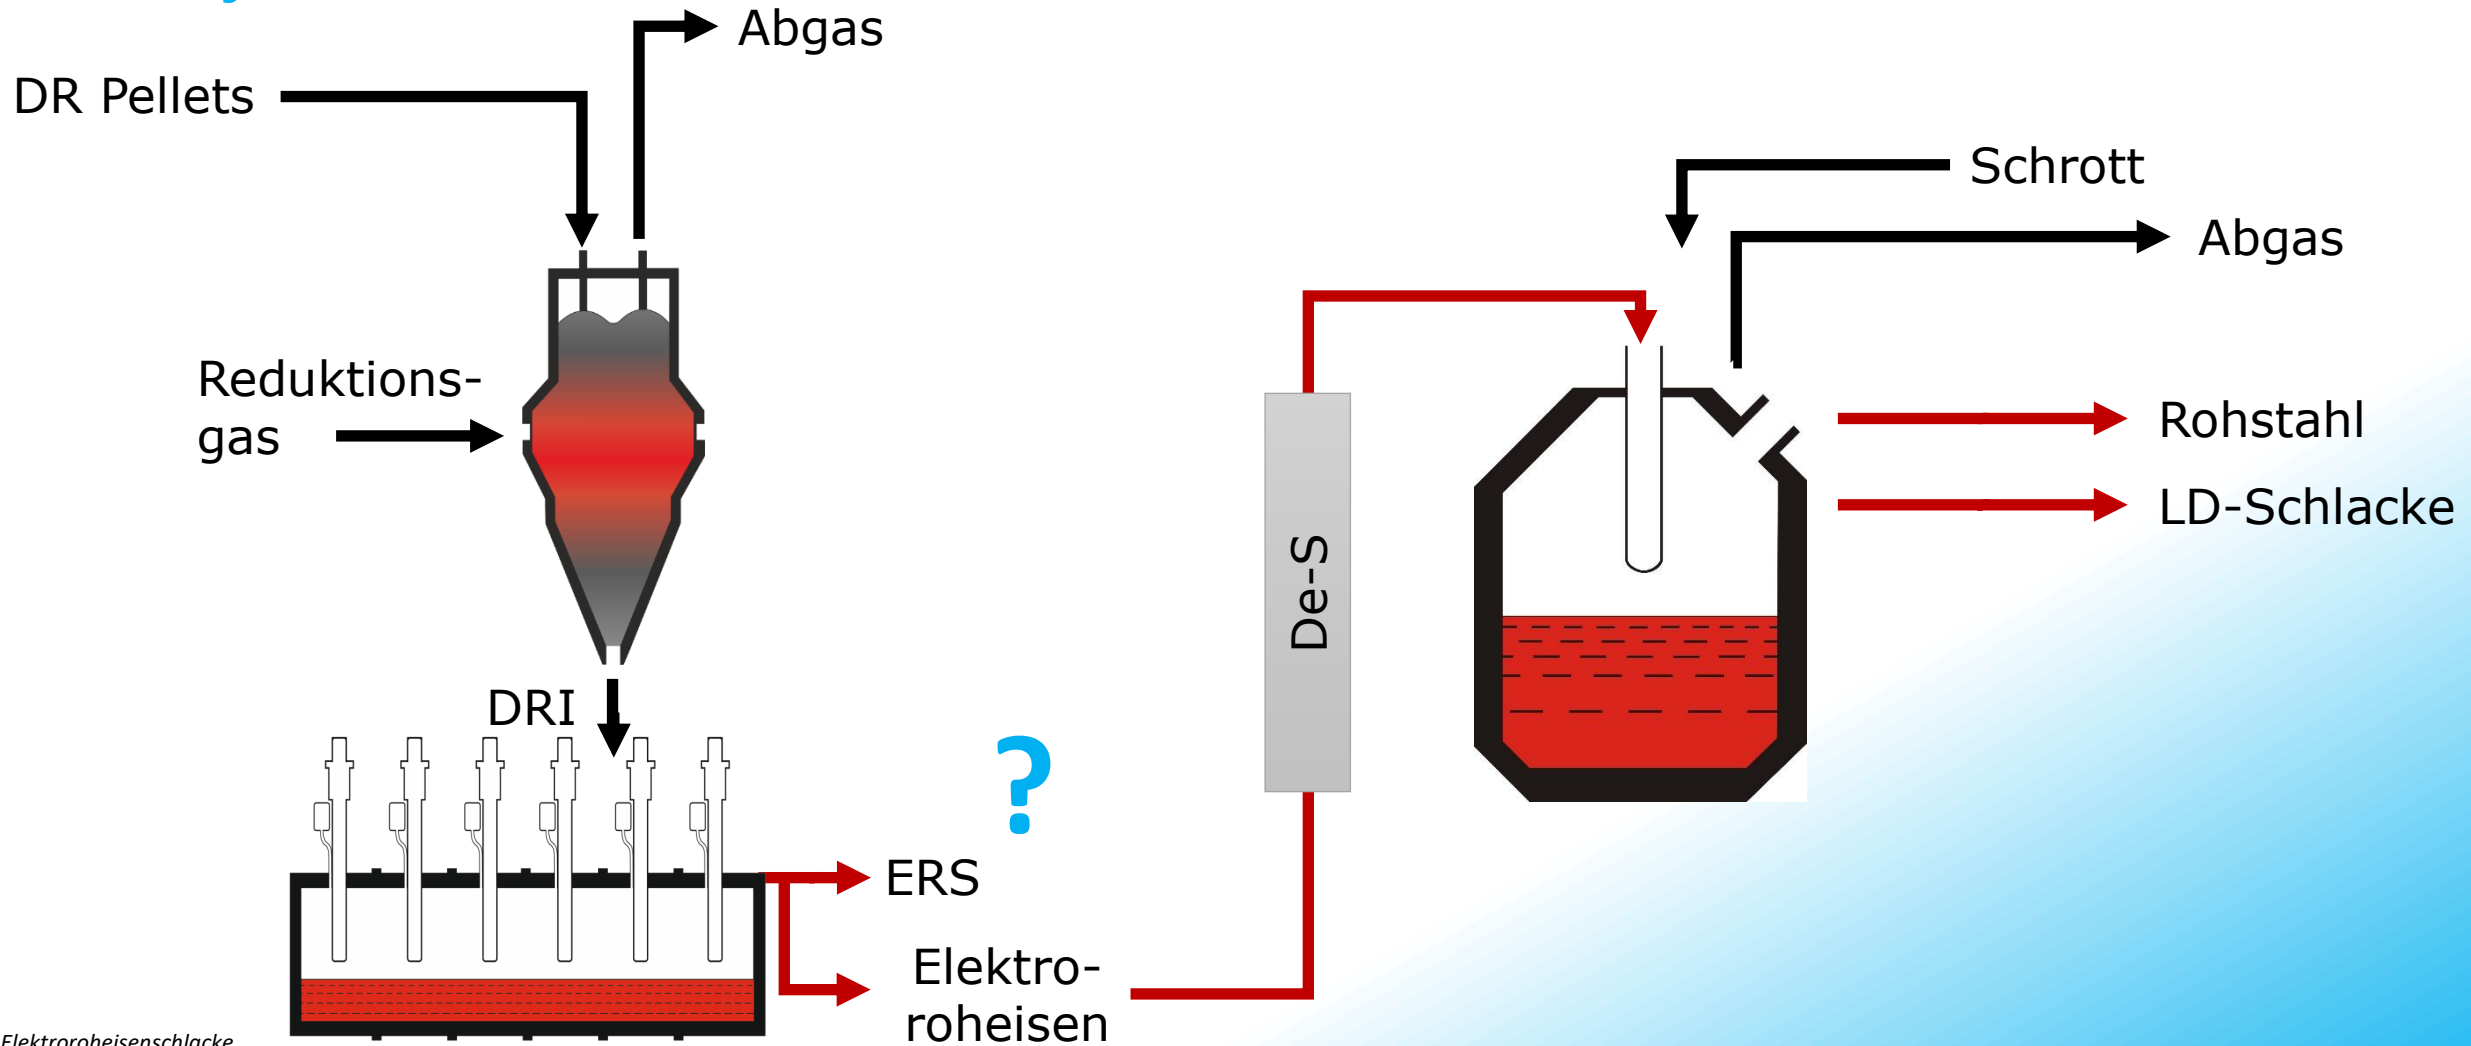 Abgas
DR Pellets
Schrott
Abgas
Reduktions-
gas
Rohstahl
LD-Schlacke
De-S
DRI
?
ERS
Elektro-
roheisen
Elektroroheisenschlacke